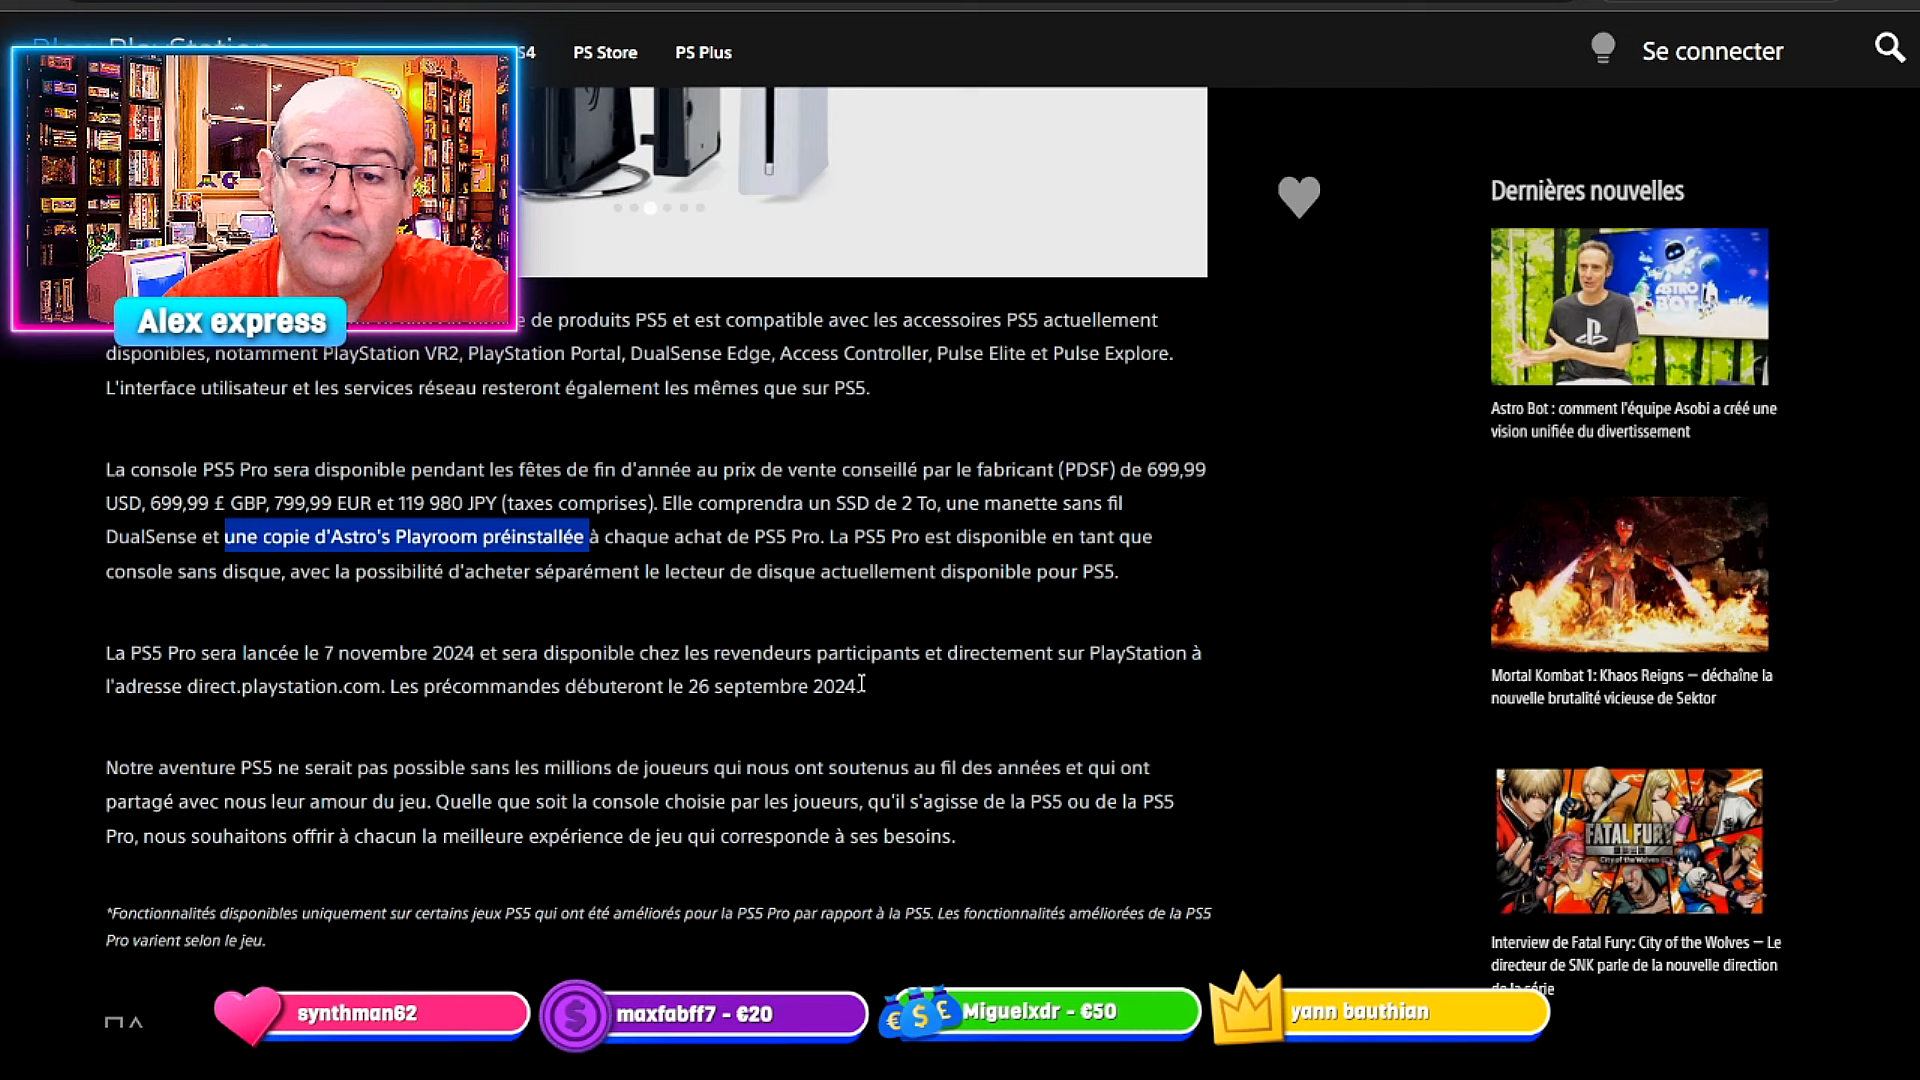 PS Store
PS Plus
Se connecter
Alex express
Dernières nouvelles
ASTRO
BOT
de produits PS5 et est compatible avec les accessoires PS5 actuellement
disponibles, notamment PlayStation VR2, PlayStation Portal, DualSense Edge, Access Controller, Pulse Elite et Pulse Explore.
L'interface utilisateur et les services réseau resteront également les mêmes que sur PS5.
La console PS5 Pro sera disponible pendant les fêtes de fin d'année au prix de vente conseillé par le fabricant (PDSF) de 699,99
USD, 699,99 £ GBP, 799,99 EUR et 119 980 JPY (taxes comprises). Elle comprendra un SSD de 2 To, une manette sans fil
DualSense et une copie d'Astro's Playroom préinstallée à chaque achat de PS5 Pro. La PS5 Pro est disponible en tant que
console sans disque, avec la possibilité d'acheter séparément le lecteur de disque actuellement disponible pour PS5.
La PS5 Pro sera lancée le 7 novembre 2024 et sera disponible chez les revendeurs participants et directement sur PlayStation à
l'adresse direct.playstation.com. Les précommandes débuteront le 26 septembre 2024.
Notre aventure PS5 ne serait pas possible sans les millions de joueurs qui nous ont soutenus au fil des années et qui ont
partagé avec nous leur amour du jeu. Quelle que soit la console choisie par les joueurs, qu'il s'agisse de la PS5 ou de la PS5
Pro, nous souhaitons offrir à chacun la meilleure expérience de jeu qui corresponde à ses besoins.
*Fonctionnalités disponibles uniquement sur certains jeux PS5 qui ont été améliorés pour la PS5 Pro par rapport à la PS5. Les fonctionnalités améliorées de la PS5
Pro varient selon le jeu.
Astro Bot : comment l'équipe Asobi a créé une
vision unifiée du divertissement
Mortal Kombat 1: Khaos Reigns – déchaîne la
nouvelle brutalité vicieuse de Sektor
FATAL FURY
City of the Wolves
Interview de Fatal Fury: City of the Wolves – Le
directeur de SNK parle de la nouvelle direction
de la série
synthman62
maxfabff7 - €20
Miguelxdr - €50
yann bauthian